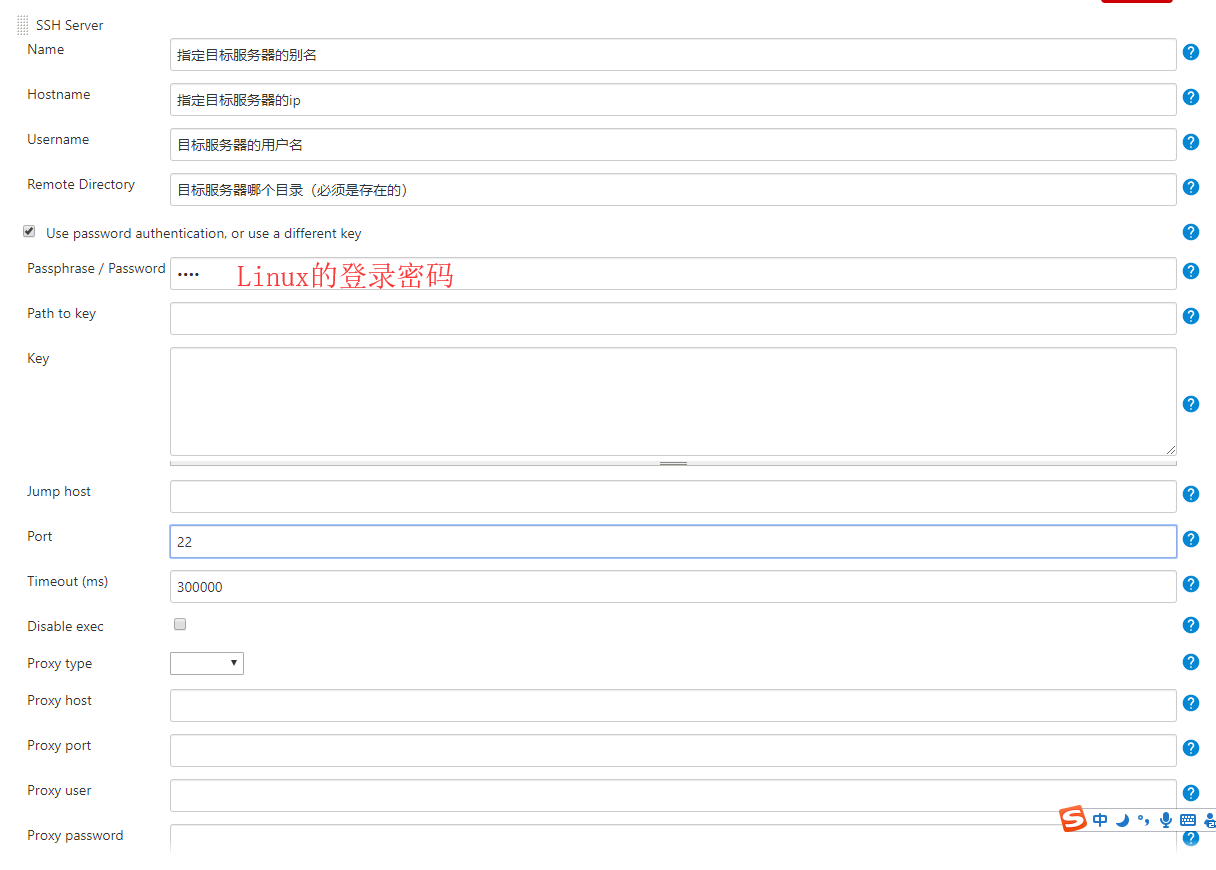 SSH Server
Name 指定目标服务器的别名
Hostname 指定目标服务器的ip
Username 目标服务器的用户名
Remote Directory 目标服务器哪个目录（必须是存在的）
Use password authentication, or use a different key
Passphrase / Password •••• Linux的登录密码
Path to key
Key
Jump host
Port 22
Timeout (ms) 300000
Disable exec
Proxy type
Proxy host
Proxy port
Proxy user
S 中
Proxy password